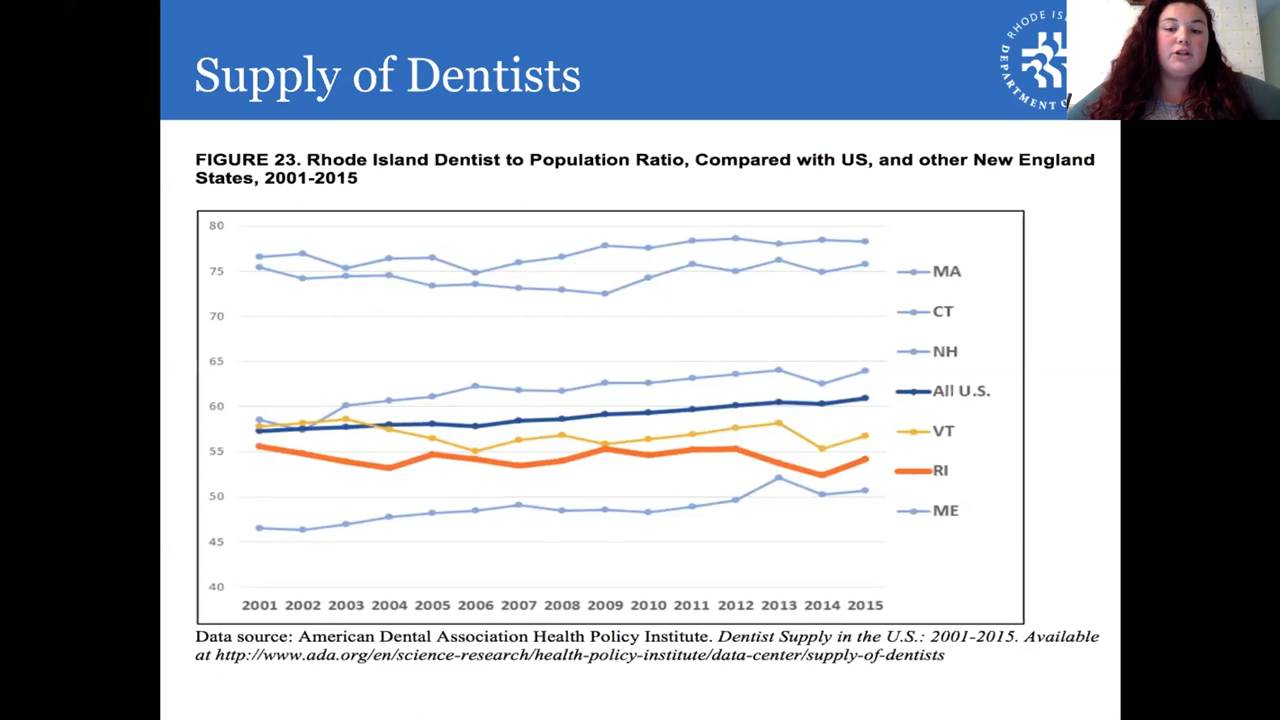 Supply of Dentists
RHODE
DEPARTMENT
FIGURE 23. Rhode Island Dentist to Population Ratio, Compared with US, and other New England
States, 2001-2015
80
75
70
65
60
55
50
45
40
2001 2002 2003 2004 2005 2006 2007 2008 2009 2010 2011 2012 2013 2014 2015
MA
CT
NH
All U.S.
VT
RI
ME
Data source: American Dental Association Health Policy Institute. Dentist Supply in the U.S.: 2001-2015. Available
at http://www.ada.org/en/science-research/health-policy-institute/data-center/supply-of-dentists